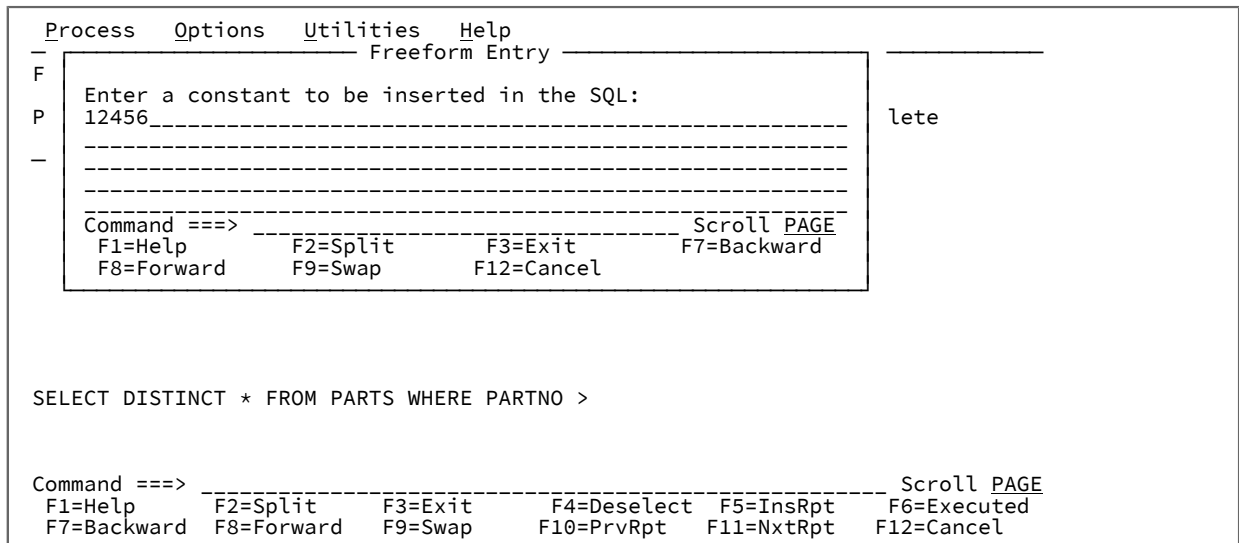 Process Options Utilities Help
Freeform Entry
F
Enter a constant to be inserted in the SQL:
P 12456 lete
Command ===> Scroll PAGE
F1=Help F2=Split F3=Exit F7=Backward
F8=Forward F9=Swap F12=Cancel
SELECT DISTINCT * FROM PARTS WHERE PARTNO >
Command ===> Scroll PAGE
F1=Help F2=Split F3=Exit F4=Deselect F5=InsRpt F6=Executed
F7=Backward F8=Forward F9=Swap F10=PrvRpt F11=NxtRpt F12=Cancel